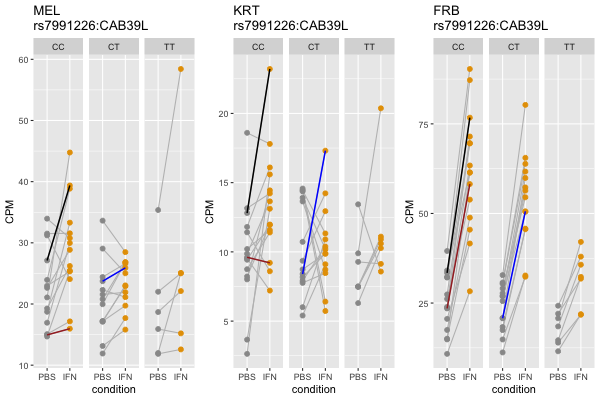 MEL
rs7991226:CAB39L
CC CT TT
60
50
40
30
20
10
CPM
PBS IFN PBS IFN PBS IFN
condition
KRT
rs7991226:CAB39L
CC CT TT
20
15
10
5
CPM
PBS IFN PBS IFN PBS IFN
condition
FRB
rs7991226:CAB39L
CC CT TT
75
50
25
CPM
PBS IFN PBS IFN PBS IFN
condition